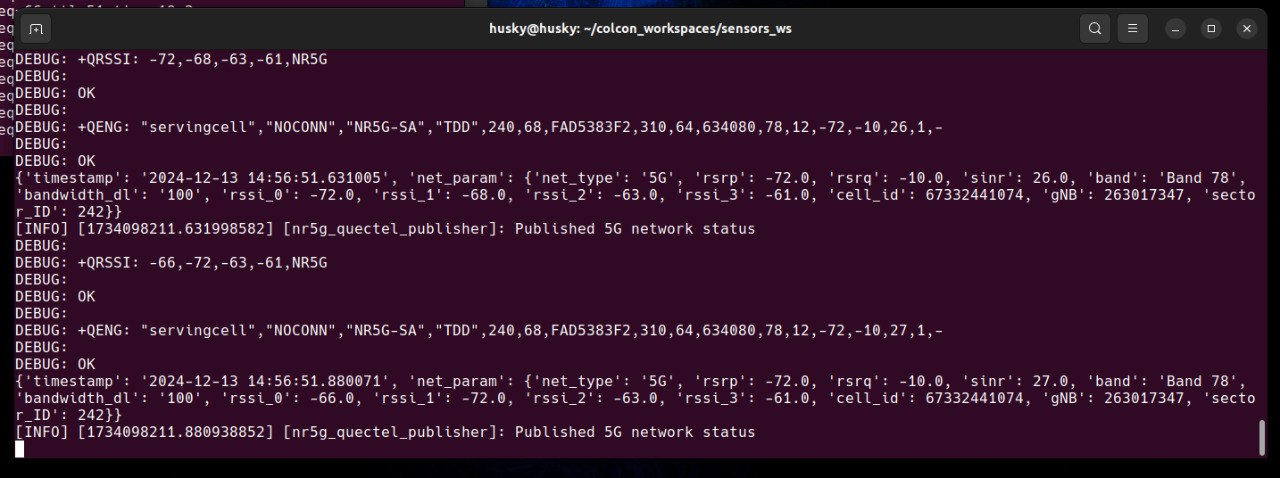 husky@husky: ~/colcon_workspaces/sensors_ws
DEBUG: +QRSSI: -72,-68,-63,-61,NR5G
DEBUG:
DEBUG: OK
DEBUG:
DEBUG: +QENG: "servingcell","NOCONN","NR5G-SA","TDD",240,68,FAD5383F2,310,64,634080,78,12,-72,-10,26,1,-
DEBUG:
DEBUG: OK
{'timestamp': '2024-12-13 14:56:51.631005', 'net_param': {'net_type': '5G', 'rsrp': -72.0, 'rsrq': -10.0, 'sinr': 26.0, 'band': 'Band 78',
'bandwidth_dl': '100', 'rssi_0': -72.0, 'rssi_1': -68.0, 'rssi_2': -63.0, 'rssi_3': -61.0, 'cell_id': 67332441074, 'gNB': 263017347, 'secto
r_ID': 242}}
[INFO] [1734098211.631998582] [nr5g_quectel_publisher]: Published 5G network status
DEBUG:
DEBUG: +QRSSI: -66,-72,-63,-61,NR5G
DEBUG:
DEBUG: OK
DEBUG:
DEBUG: +QENG: "servingcell","NOCONN","NR5G-SA","TDD",240,68,FAD5383F2,310,64,634080,78,12,-72,-10,27,1,-
DEBUG:
DEBUG: OK
{'timestamp': '2024-12-13 14:56:51.880071', 'net_param': {'net_type': '5G', 'rsrp': -72.0, 'rsrq': -10.0, 'sinr': 27.0, 'band': 'Band 78',
'bandwidth_dl': '100', 'rssi_0': -66.0, 'rssi_1': -72.0, 'rssi_2': -63.0, 'rssi_3': -61.0, 'cell_id': 67332441074, 'gNB': 263017347, 'secto
r_ID': 242}}
[INFO] [1734098211.880938852] [nr5g_quectel_publisher]: Published 5G network status